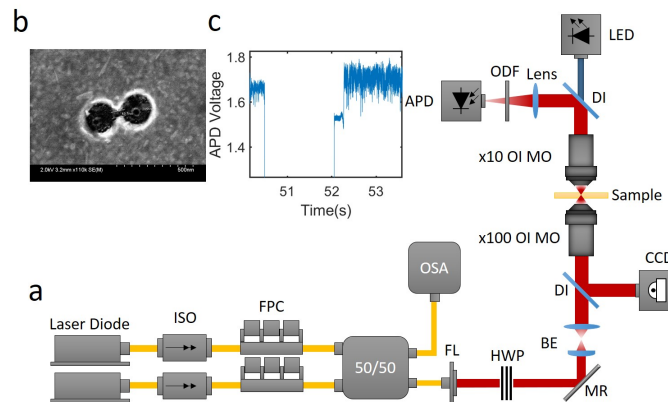 b
c
LED
1.8
1.6
1.4
APD Voltage
51
52
53
Time(s)
APD
ODF
Lens
DI
x10 OI MO
Sample
x100 OI MO
CCD
DI
BE
MR
2.0kV 3.2mm x110k SE(M)
500nm
a
Laser Diode
ISO
FPC
OSA
50/50
FL
HWP